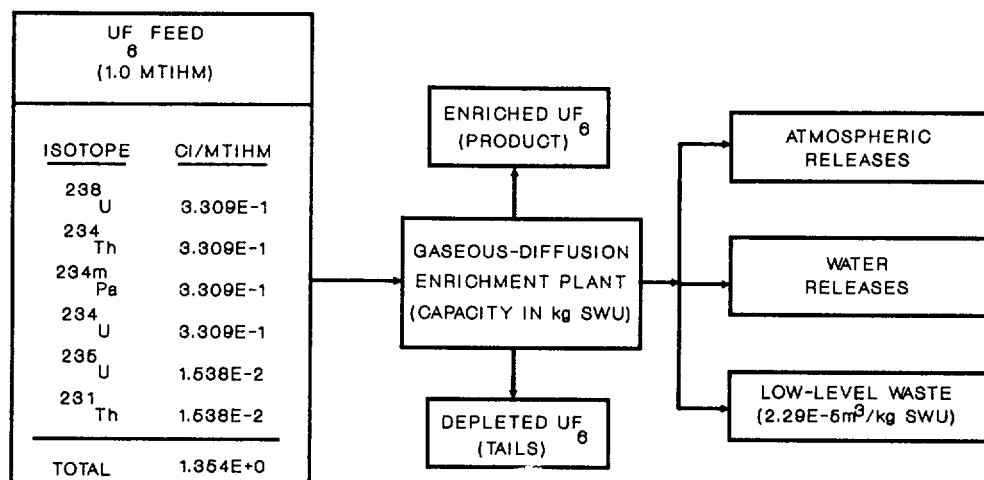 UF6 FEED
(1.0 MTIHM)
ISOTOPE CI/MTIHM
238U 3.309E-1
234Th 3.309E-1
234mPa 3.309E-1
234U 3.309E-1
235U 1.538E-2
231Th 1.538E-2
TOTAL 1.354E+0
ENRICHED UF6
(PRODUCT)
GASEOUS-DIFFUSION
ENRICHMENT PLANT
(CAPACITY IN kg SWU)
DEPLETED UF6
(TAILS)
ATMOSPHERIC
RELEASES
WATER
RELEASES
LOW-LEVEL WASTE
(2.29E-5m3/kg SWU)